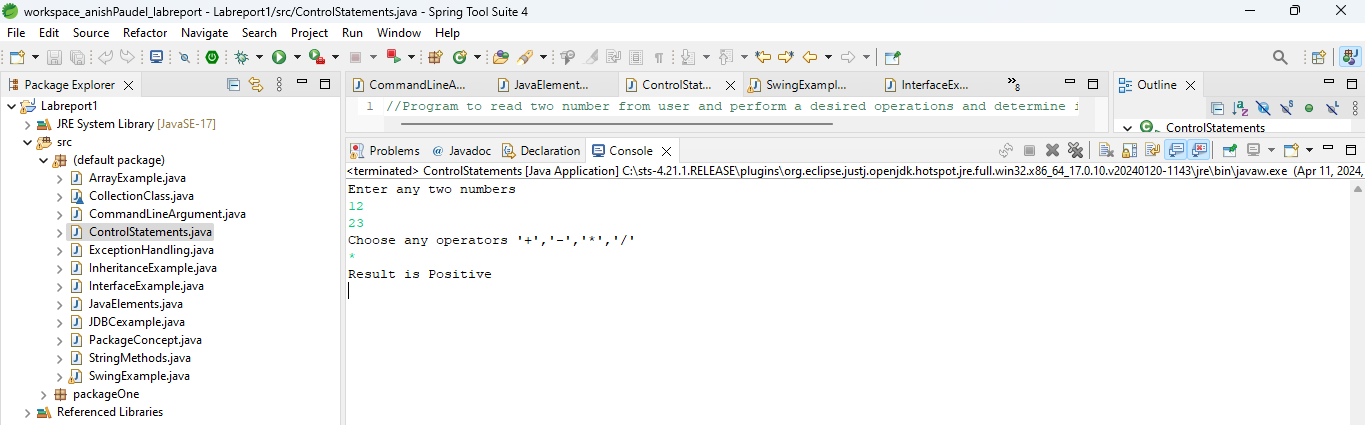 workspace_anishPaudel_labreport - Labreport1/src/ControlStatements.java - Spring Tool Suite 4
File Edit Source Refactor Navigate Search Project Run Window Help
Package Explorer
Labreport1
JRE System Library [JavaSE-17]
src
(default package)
ArrayExample.java
CollectionClass.java
CommandLineArgument.java
ControlStatements.java
ExceptionHandling.java
InheritanceExample.java
InterfaceExample.java
JavaElements.java
JDBCexample.java
PackageConcept.java
StringMethods.java
SwingExample.java
packageOne
Referenced Libraries
CommandLineA... JavaElement... ControlStat... SwingExampl... InterfaceEx... »8
1 //Program to read two number from user and perform a desired operations and determine
Problems @ Javadoc Declaration Console
<terminated> ControlStatements [Java Application] C:\sts-4.21.1.RELEASE\plugins\org.eclipse.justj.openjdk.hotspot.jre.full.win32.x86_64_17.0.10.v20240120-1143\jre\bin\javaw.exe (Apr 11, 2024,
Enter any two numbers
12
23
Choose any operators '+','-','*','/'
*
Result is Positive
Outline
ControlStatements